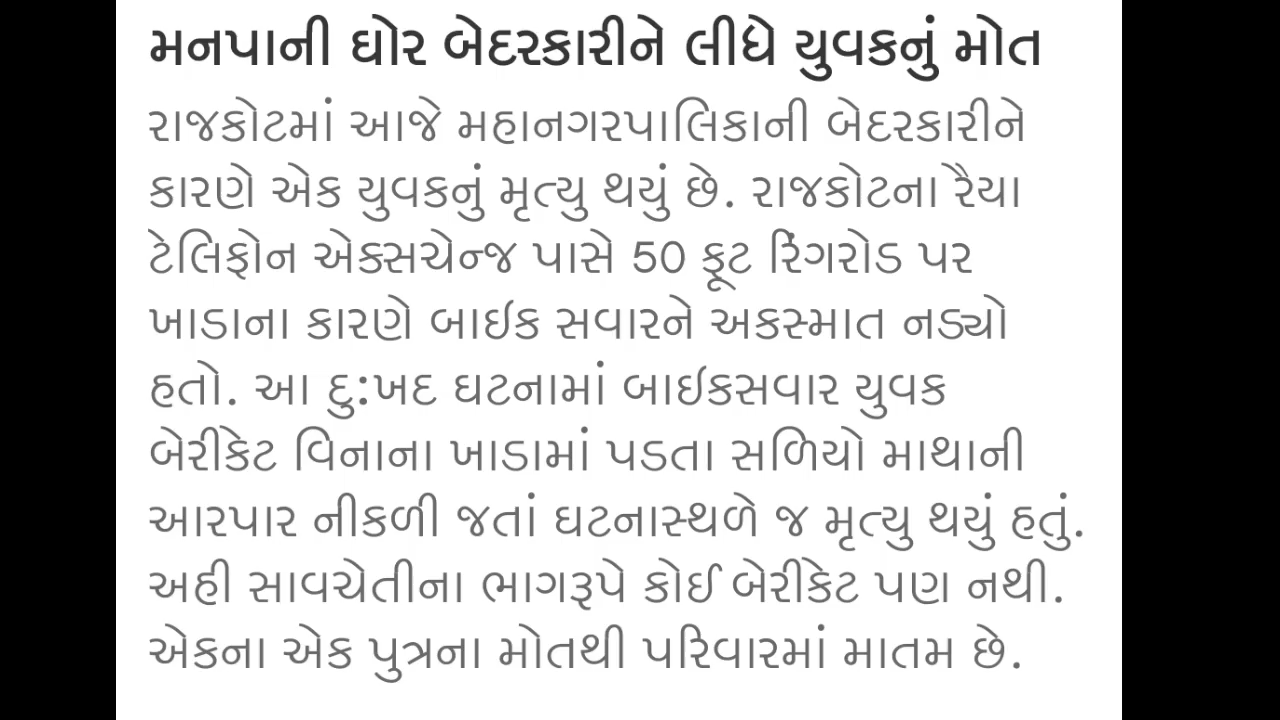 મનપાની ઘોર બેદરકારીને લીધે યુવકનું મોત
રાજકોટમાં આજે મહાનગરપાલિકાની બેદરકારીને
કારણે એક યુવકનું મૃત્યુ થયું છે. રાજકોટના રૈયા
ટેલિફોન એક્સચેન્જ પાસે 50 ફૂટ રિંગરોડ પર
ખાડાના કારણે બાઈક સવારને અકસ્માત નડ્યો
હતો. આ દુ:ખદ ઘટનામાં બાઈકસવાર યુવક
બેરીકેટ વિનાના ખાડામાં પડતા સળિયો માથાની
આરપાર નીકળી જતાં ઘટનાસ્થળે જ મૃત્યુ થયું હતું.
અહી સાવચેતીના ભાગરૂપે કોઈ બેરીકેટ પણ નથી.
એકના એક પુત્રના મોતથી પરિવારમાં માતમ છે.